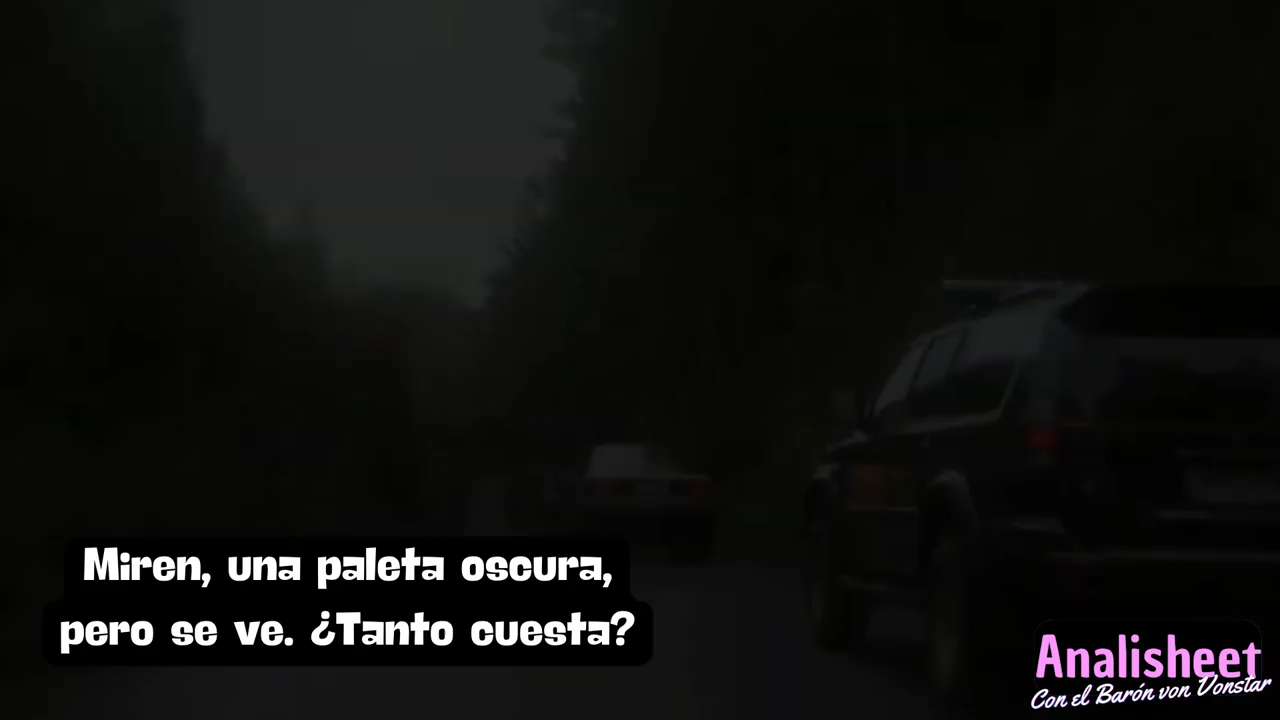 Miren, una paleta oscura,
pero se ve. ¿Tanto cuesta?
Analisheet
Con el Barón von Vonstar